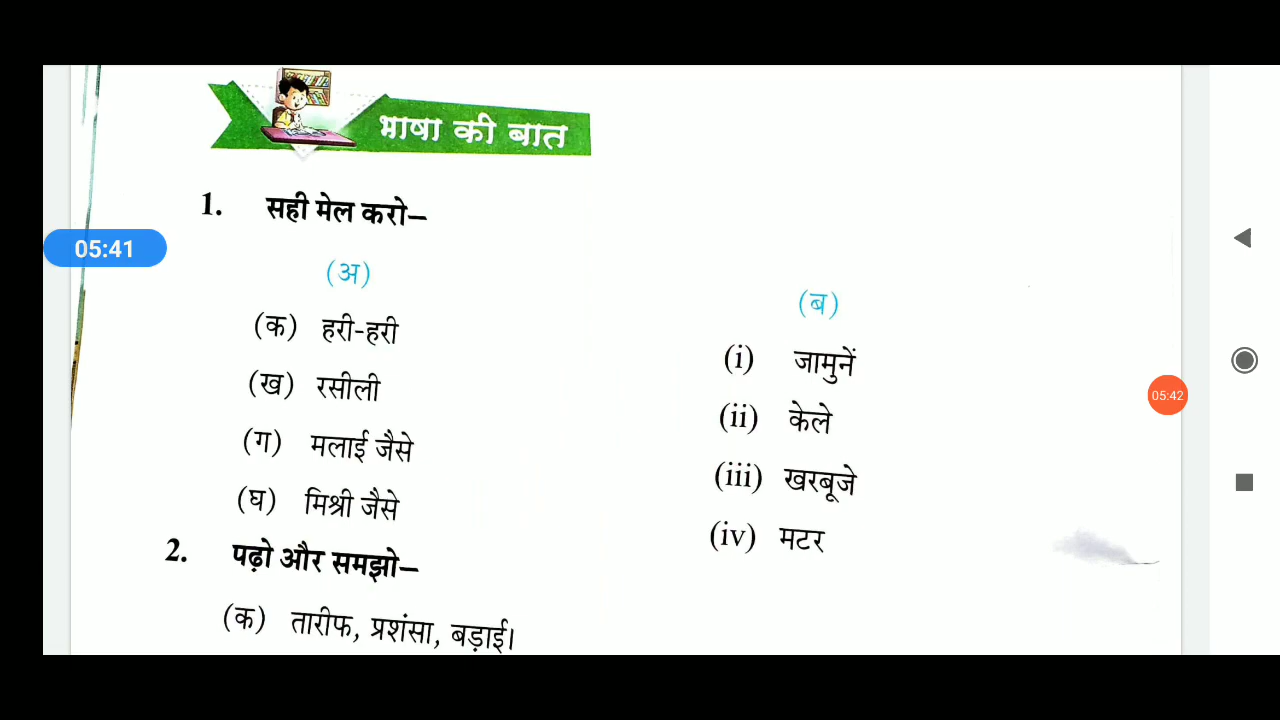 भाषा की बात
1. सही मेल करो–
05:41
(अ)
(ब)
(क) हरी-हरी
(i) जामुनें
(ख) रसीली
05:42
(ii) केले
(ग) मलाई जैसे
(iii) खरबूजे
(घ) मिश्री जैसे
(iv) मटर
2. पढ़ो और समझो–
(क) तारीफ, प्रशंसा, बड़ाई।